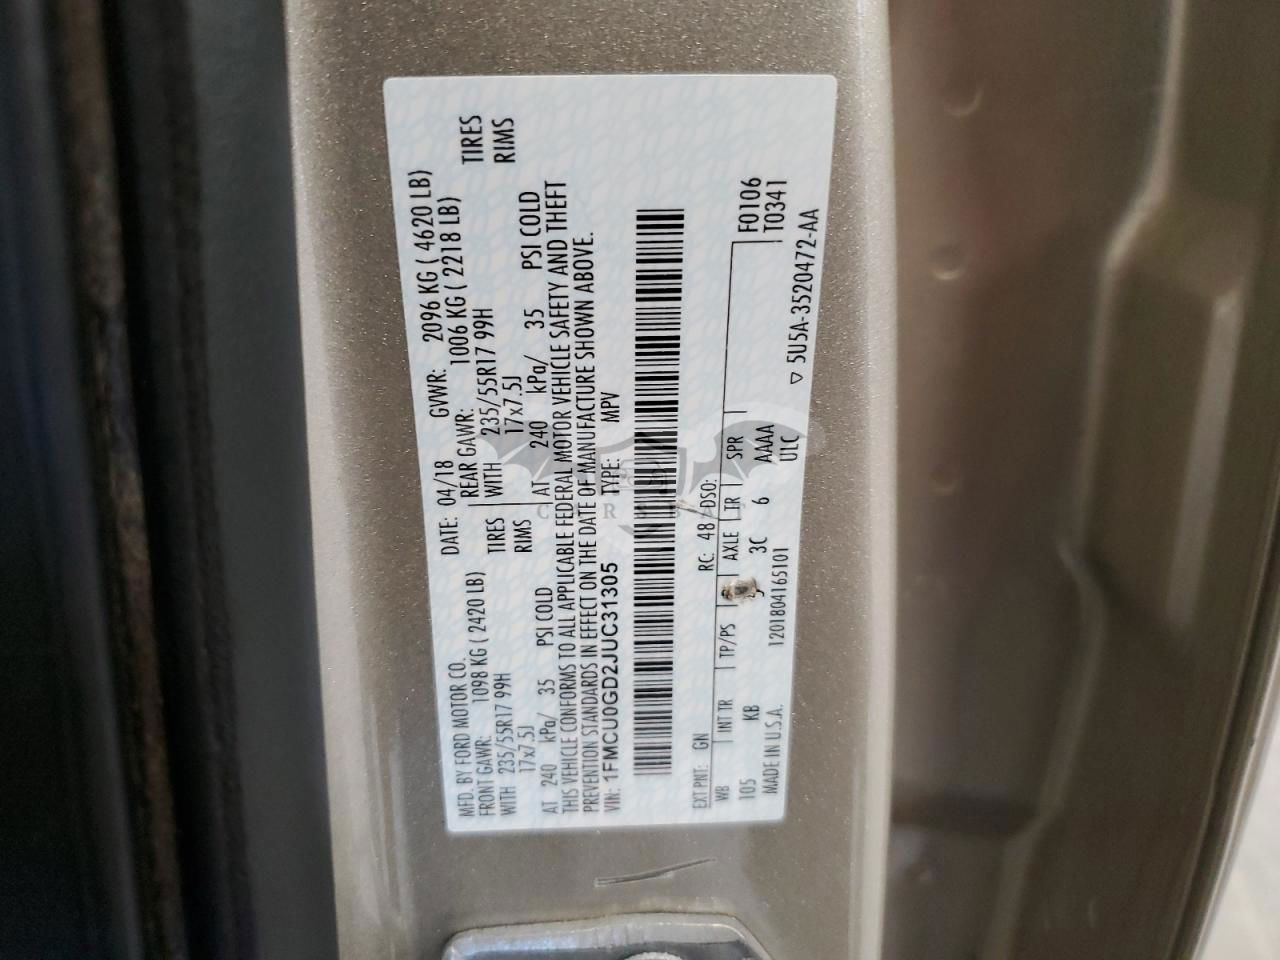 MFD. BY FORD MOTOR CO.
DATE: 04/18 GVWR: 2096 KG ( 4620 LB)
FRONT GAWR: 1098 KG ( 2420 LB) REAR GAWR: 1006 KG ( 2218 LB)
WITH 235/55R17 99H TIRES WITH 235/55R17 99H TIRES
17x7.5J RIMS 17x7.5J RIMS
AT 240 kPa/ 35 PSI COLD AT 240 kPa/ 35 PSI COLD
THIS VEHICLE CONFORMS TO ALL APPLICABLE FEDERAL MOTOR VEHICLE SAFETY AND THEFT
PREVENTION STANDARDS IN EFFECT ON THE DATE OF MANUFACTURE SHOWN ABOVE.
VIN: 1FMCU0GD2JUC31305 TYPE: MPV
EXT PNT: GN RC: 48 DSO: F0106
WB INT TR TP/PS AXLE TR SPR T0341
105 KB 3C 6 AAAA
ULC
MADE IN U.S.A. 1201804165101
▽ 5U5A-3520472-AA